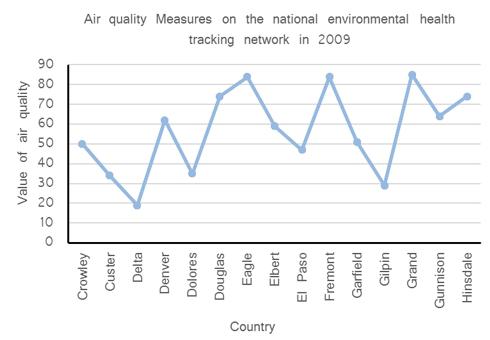 Air quality Measures on the national environmental health
tracking network in 2009
Value of air quality
90
80
70
60
50
40
30
20
10
0
Crowley
Custer
Delta
Denver
Dolores
Douglas
Eagle
Elbert
El Paso
Fremont
Garfield
Gilpin
Grand
Gunnison
Hinsdale
Country